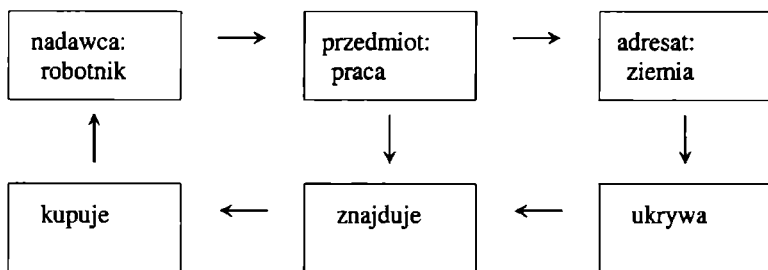 nadawca:
robotnik
przedmiot:
praca
adresat:
ziemia
kupuje
znajduje
ukrywa